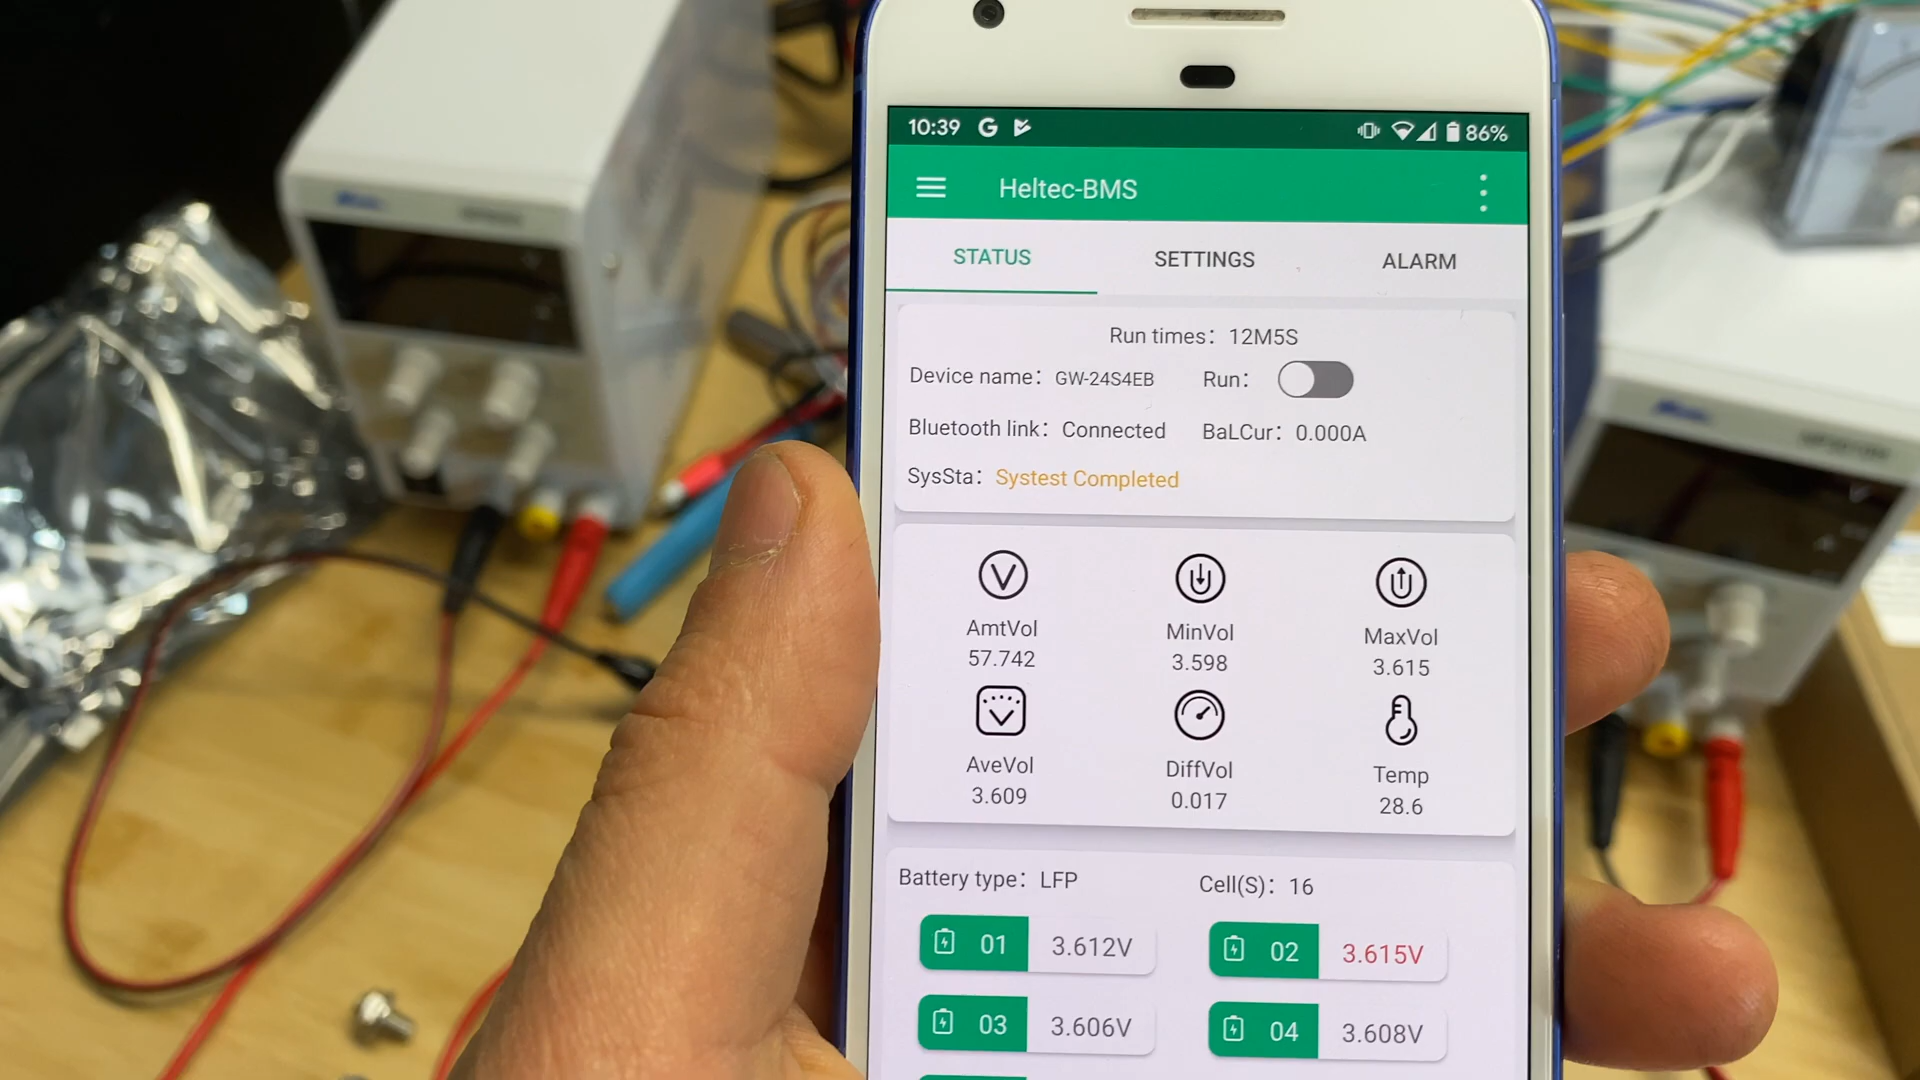 10:39 86%
Heltec-BMS
STATUS SETTINGS ALARM
Run times: 12M5S
Device name: GW-24S4EB Run:
Bluetooth link: Connected BaLCur: 0.000A
SysSta: Systest Completed
AmtVol MinVol MaxVol
57.742 3.598 3.615
AveVol DiffVol Temp
3.609 0.017 28.6
Battery type: LFP Cell(S): 16
01 3.612V 02 3.615V
03 3.606V 04 3.608V